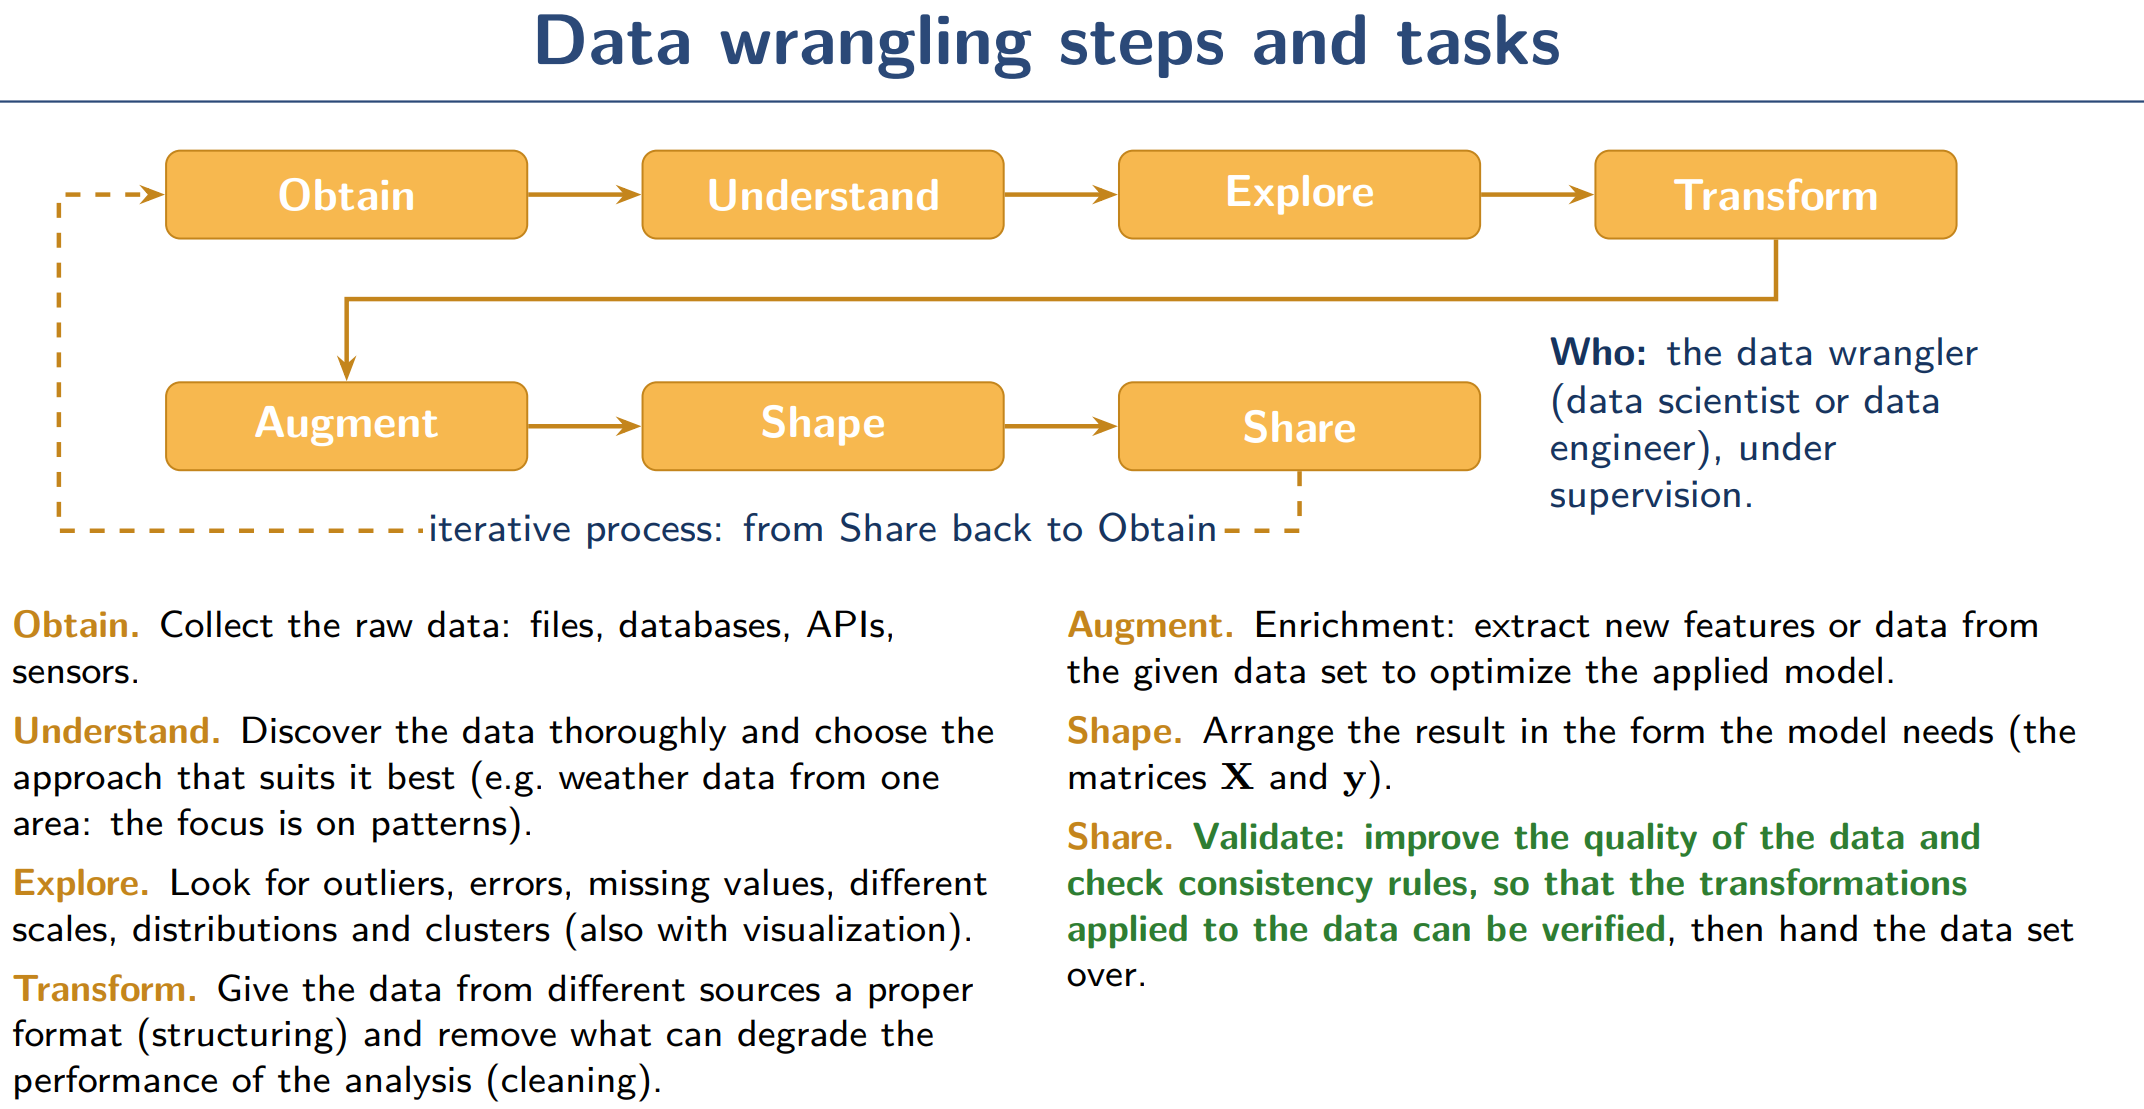 Data wrangling steps and tasks
Obtain
Understand
Explore
Transform
Augment
Shape
Share
Who: the data wrangler
(data scientist or data
engineer), under
supervision.
iterative process: from Share back to Obtain
Obtain. Collect the raw data: files, databases, APIs,
sensors.
Understand. Discover the data thoroughly and choose the
approach that suits it best (e.g. weather data from one
area: the focus is on patterns).
Explore. Look for outliers, errors, missing values, different
scales, distributions and clusters (also with visualization).
Transform. Give the data from different sources a proper
format (structuring) and remove what can degrade the
performance of the analysis (cleaning).
Augment. Enrichment: extract new features or data from
the given data set to optimize the applied model.
Shape. Arrange the result in the form the model needs (the
matrices X and y).
Share. Validate: improve the quality of the data and
check consistency rules, so that the transformations
applied to the data can be verified, then hand the data set
over.